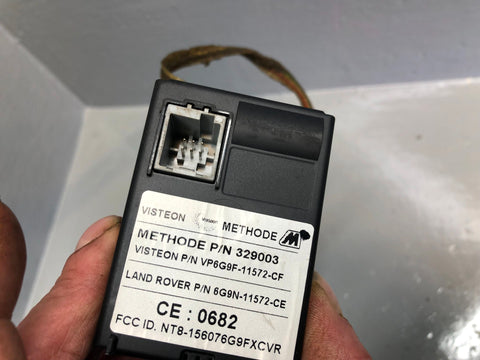 VISTEON Visteon METHODE M
METHODE P/N 329003
VISTEON P/N VP6G9F-11572-CF
LAND ROVER P/N 6G9N-11572-CE
CE : 0682
FCC ID. NT8-156076G9FXCVR